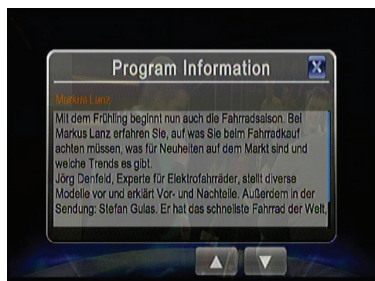 Program Information
X
Markus Lanz
Mit dem Frühling beginnt nun auch die Fahrradsaison. Bei
Markus Lanz erfahren Sie, auf was Sie beim Fahrradkauf
achten müssen, was für Neuheiten auf dem Markt sind und
welche Trends es gibt.
Jörg Denfeld, Experte für Elektrofahrräder, stellt diverse
Modelle vor und erklärt Vor- und Nachteile. Außerdem in der
Sendung: Stefan Gulas. Er hat das schnellste Fahrrad der Welt,